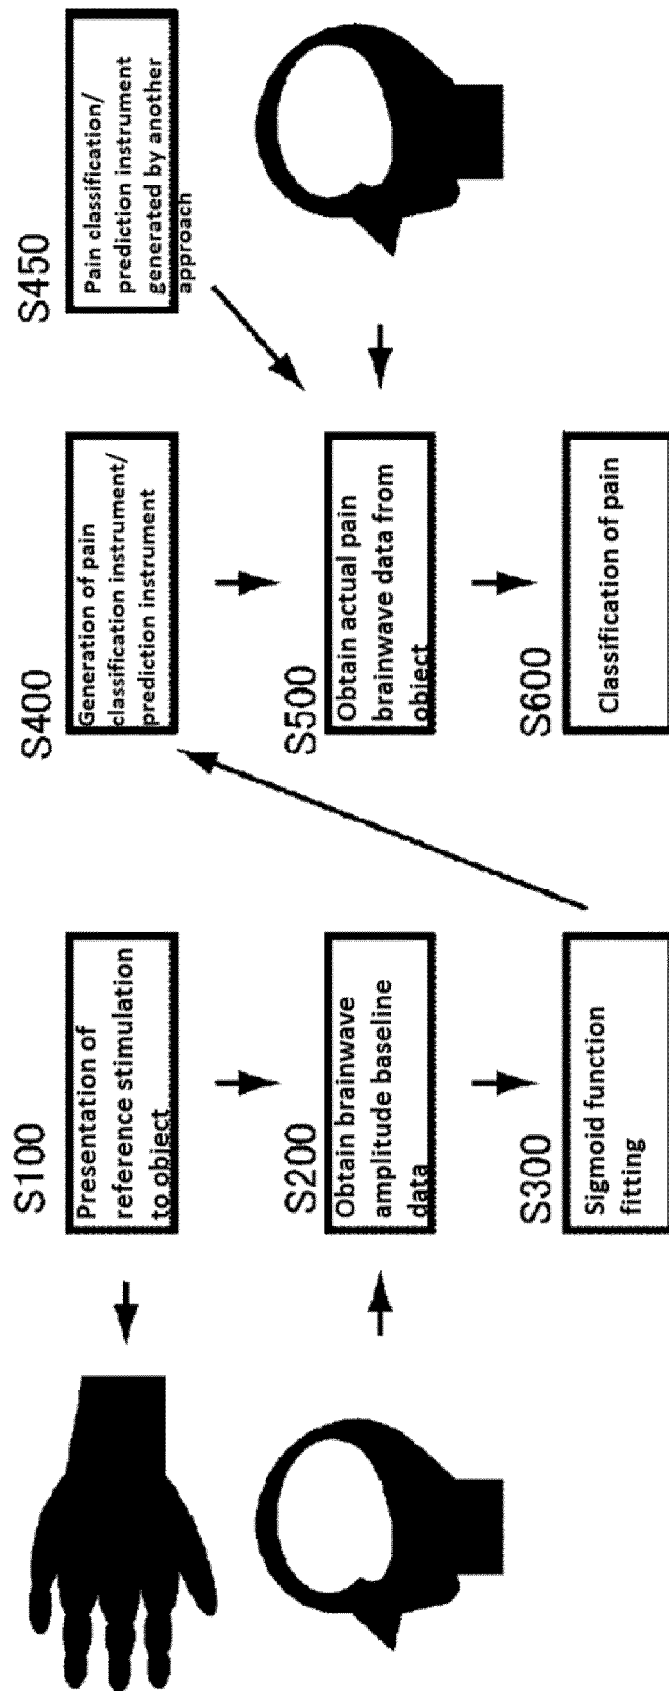 S100
Presentation of
reference stimulation
to object
S200
Obtain brainwave
amplitude baseline
data
S300
Sigmoid function
fitting
S400
Generation of pain
classification instrument/
prediction instrument
S450
Pain classification/
prediction instrument
generated by another
approach
S500
Obtain actual pain
brainwave data from
object
S600
Classification of pain